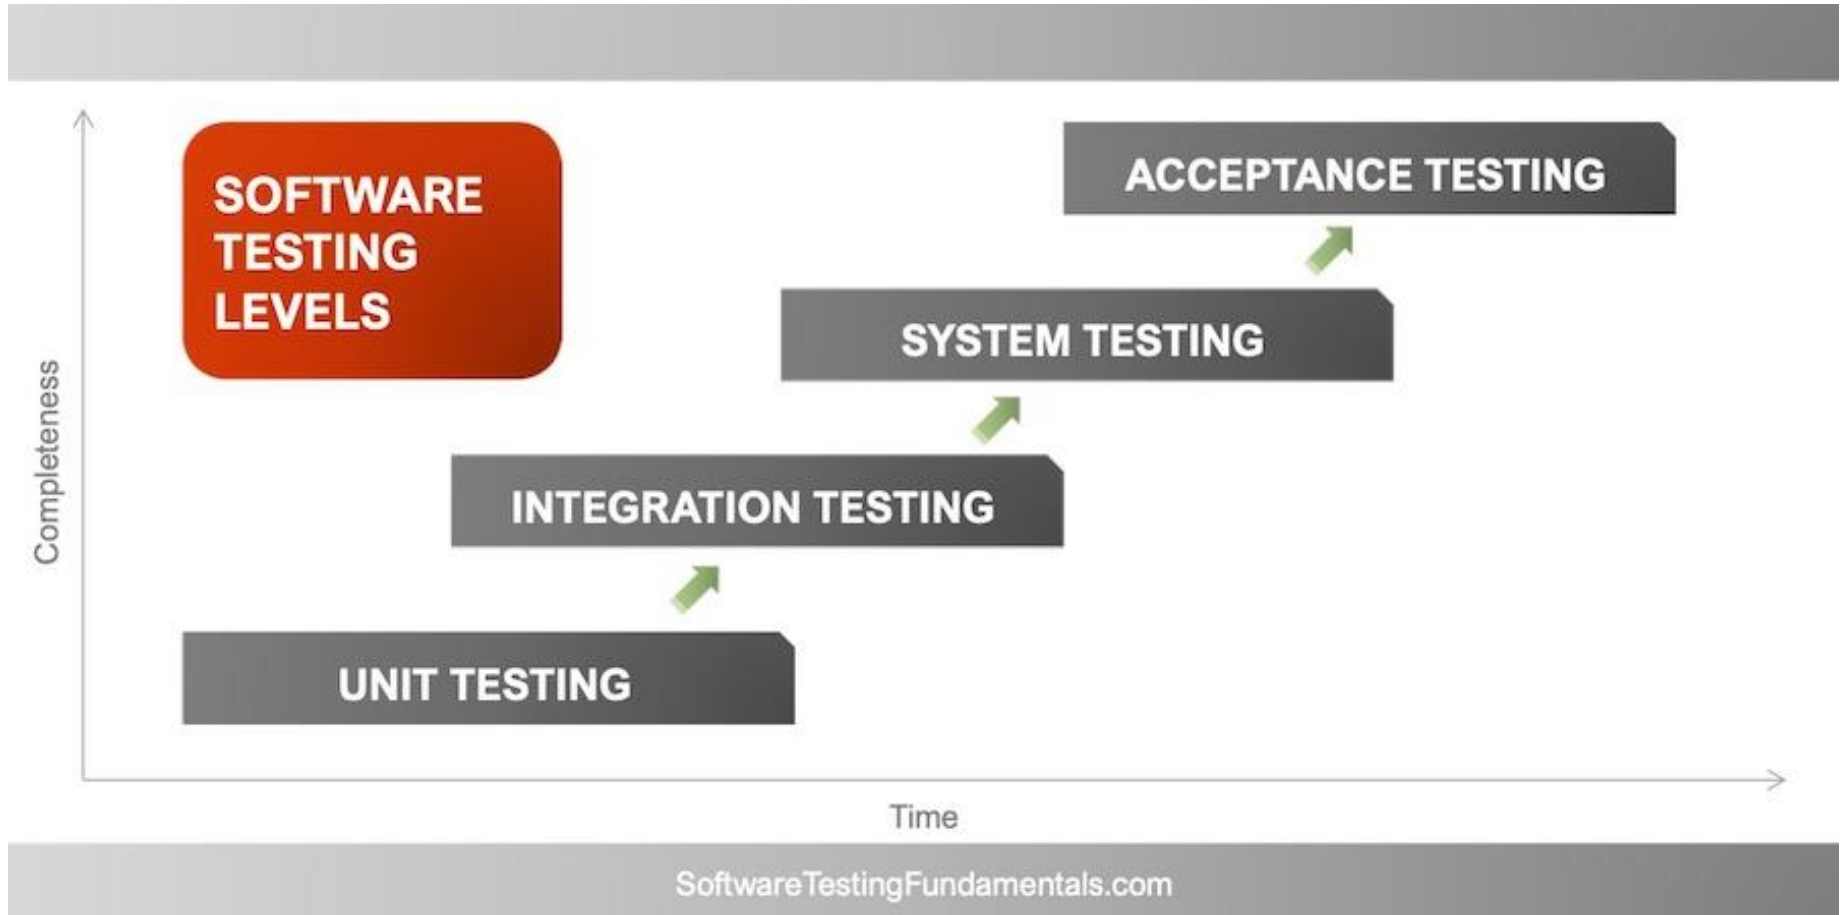 SOFTWARE
TESTING
LEVELS
ACCEPTANCE TESTING
SYSTEM TESTING
INTEGRATION TESTING
UNIT TESTING
Completeness
Time
SoftwareTestingFundamentals.com